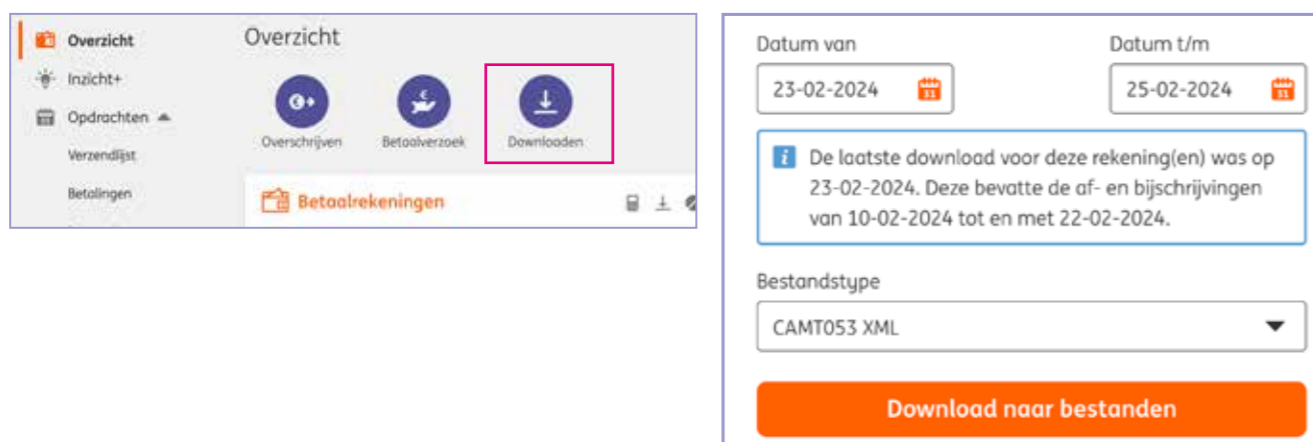 Overzicht
Inzicht+
Opdrachten
Verzendlijst
Betalingen
Overzicht
Overschrijven
Betaalverzoek
Downloaden
Betaalrekeningen
Datum van
Datum t/m
23-02-2024
31
25-02-2024
31
i De laatste download voor deze rekening(en) was op
23-02-2024. Deze bevatte de af- en bijschrijvingen
van 10-02-2024 tot en met 22-02-2024.
Bestandstype
CAMT053 XML
Download naar bestanden